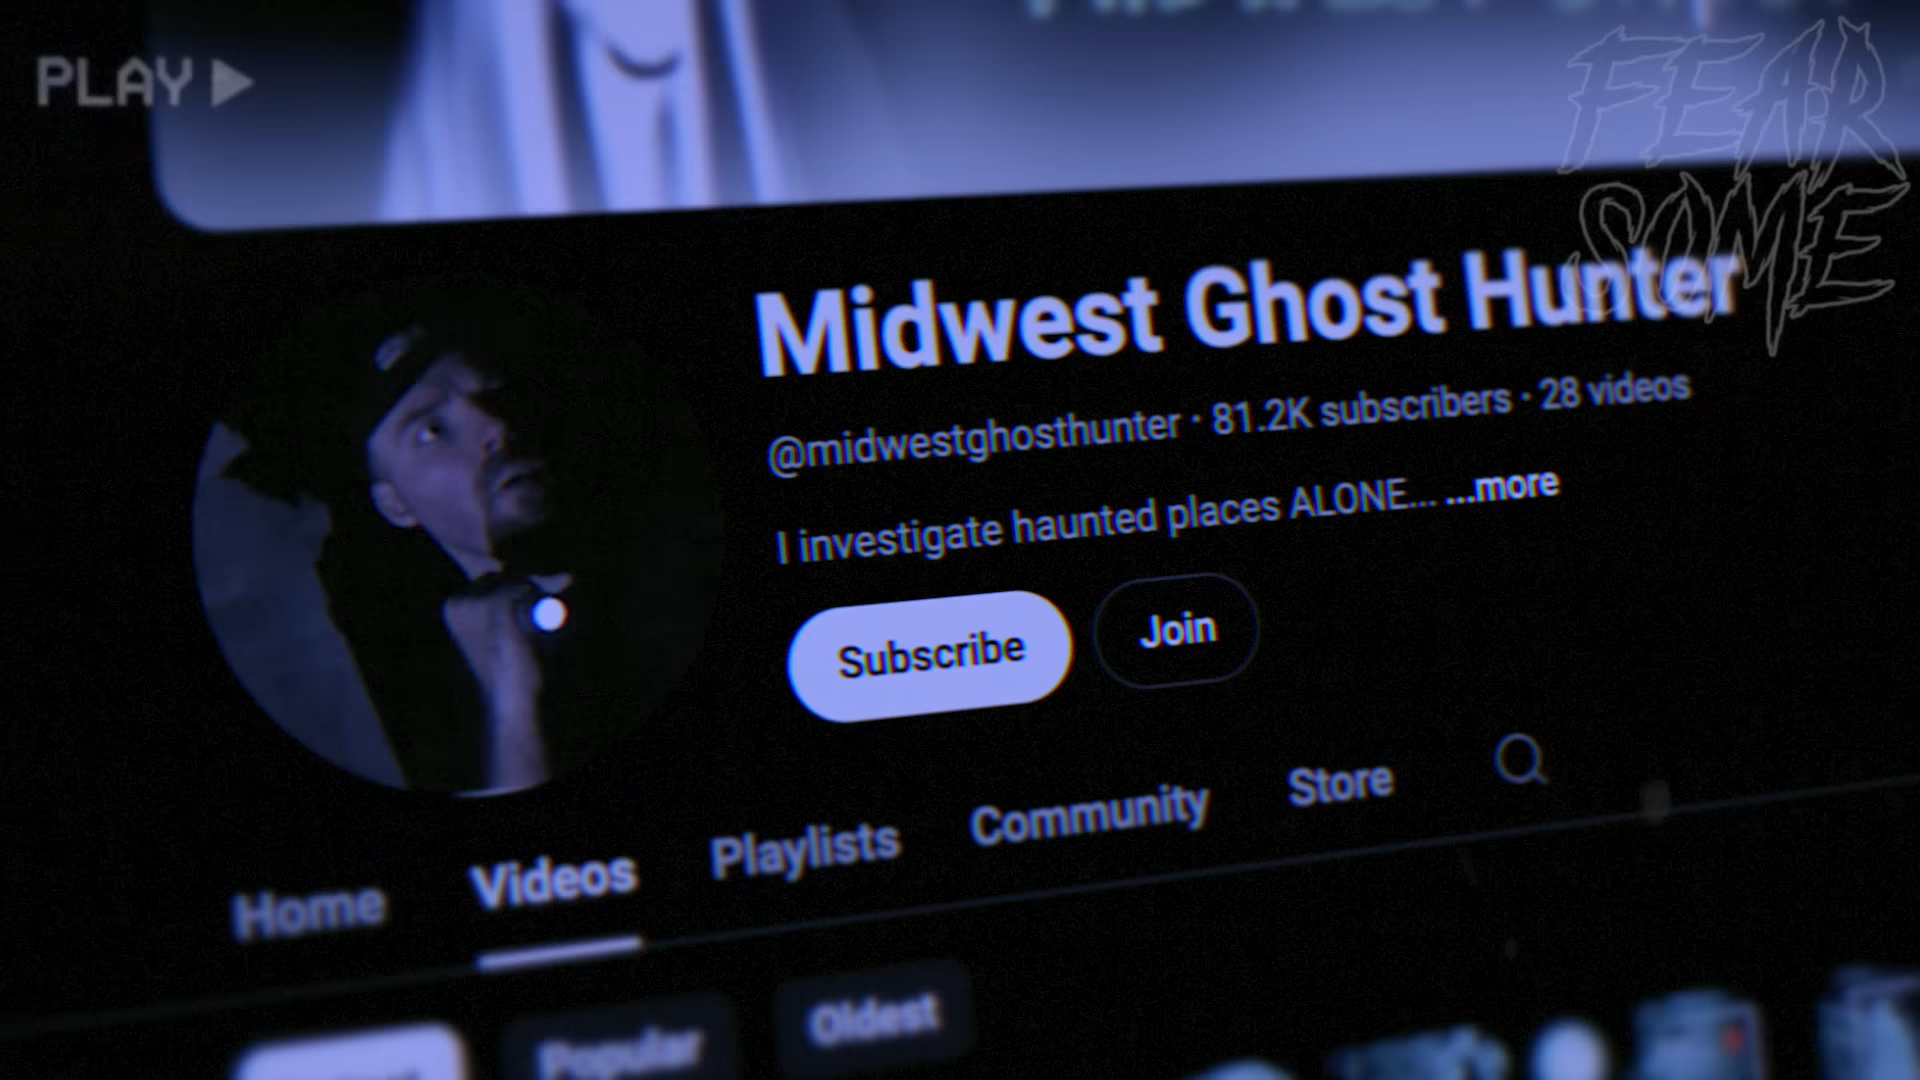 PLAY
FEAR
SOME
Midwest Ghost Hunter
@midwestghosthunter · 81.2K subscribers · 28 videos
I investigate haunted places ALONE... ...more
Subscribe
Join
Home
Videos
Playlists
Community
Store
Popular
Oldest